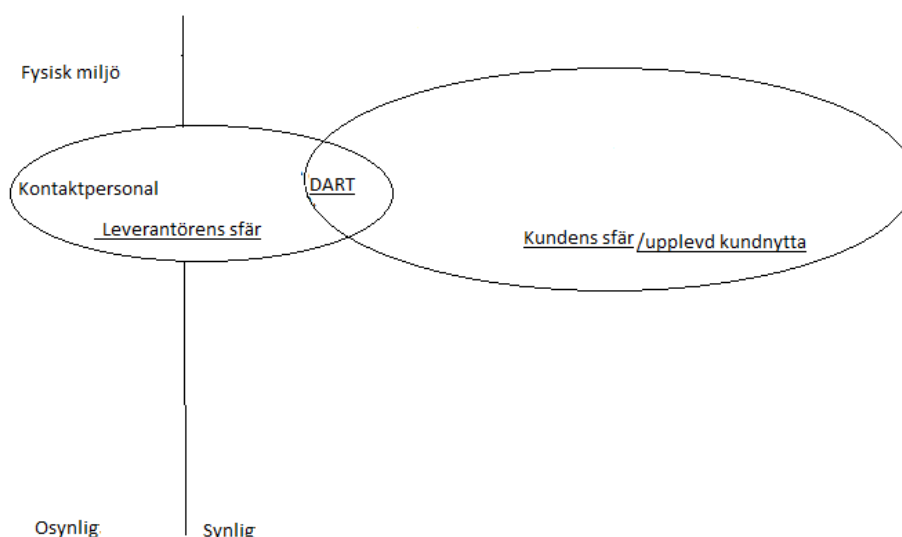 Fysisk miljö
Kontaktpersonal
DART
Leverantörens sfär
Kundens sfär/upplevd kundnytta
Osynlig
Synlig